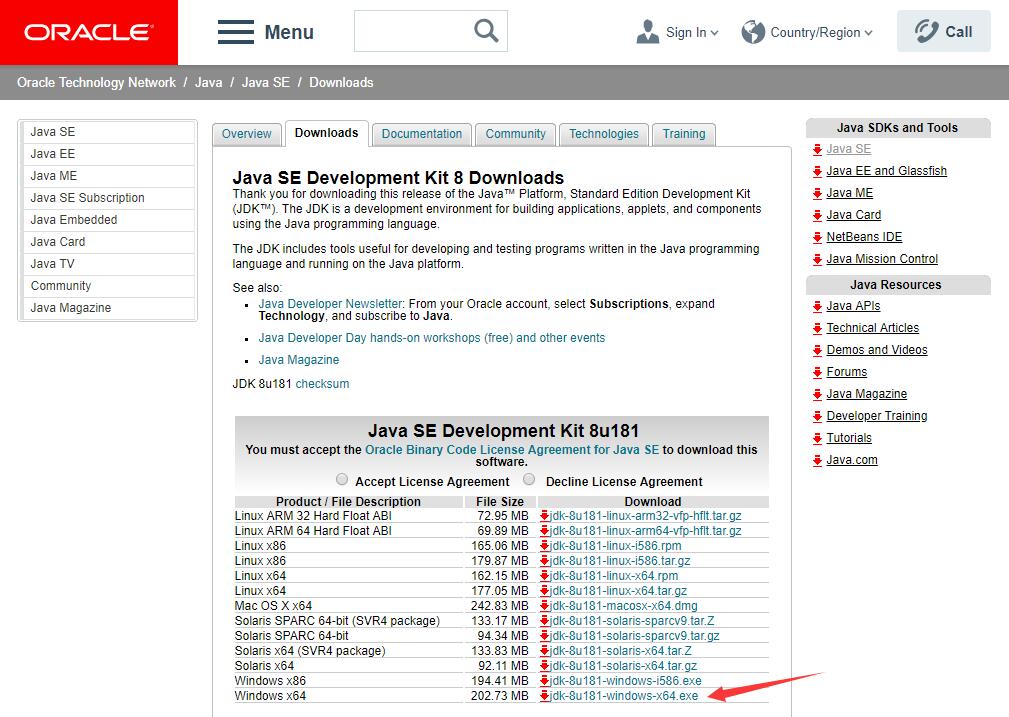 ORACLE
Menu
Sign In
Country/Region
Call
Oracle Technology Network / Java / Java SE / Downloads
Java SE
Java EE
Java ME
Java SE Subscription
Java Embedded
Java Card
Java TV
Community
Java Magazine
Overview
Downloads
Documentation
Community
Technologies
Training
Java SE Development Kit 8 Downloads
Thank you for downloading this release of the Java™ Platform, Standard Edition Development Kit
(JDK™). The JDK is a development environment for building applications, applets, and components
using the Java programming language.
The JDK includes tools useful for developing and testing programs written in the Java programming
language and running on the Java platform.
See also:
Java Developer Newsletter: From your Oracle account, select Subscriptions, expand
Technology, and subscribe to Java.
Java Developer Day hands-on workshops (free) and other events
Java Magazine
JDK 8u181 checksum
Java SE Development Kit 8u181
You must accept the Oracle Binary Code License Agreement for Java SE to download this
software.
Accept License Agreement Decline License Agreement
Product / File Description File Size Download
Linux ARM 32 Hard Float ABI 72.95 MB jdk-8u181-linux-arm32-vfp-hflt.tar.gz
Linux ARM 64 Hard Float ABI 69.89 MB jdk-8u181-linux-arm64-vfp-hflt.tar.gz
Linux x86 165.06 MB jdk-8u181-linux-i586.rpm
Linux x86 179.87 MB jdk-8u181-linux-i586.tar.gz
Linux x64 162.15 MB jdk-8u181-linux-x64.rpm
Linux x64 177.05 MB jdk-8u181-linux-x64.tar.gz
Mac OS X x64 242.83 MB jdk-8u181-macosx-x64.dmg
Solaris SPARC 64-bit (SVR4 package) 133.17 MB jdk-8u181-solaris-sparcv9.tar.Z
Solaris SPARC 64-bit 94.34 MB jdk-8u181-solaris-sparcv9.tar.gz
Solaris x64 (SVR4 package) 133.83 MB jdk-8u181-solaris-x64.tar.Z
Solaris x64 92.11 MB jdk-8u181-solaris-x64.tar.gz
Windows x86 194.41 MB jdk-8u181-windows-i586.exe
Windows x64 202.73 MB jdk-8u181-windows-x64.exe
Java SDKs and Tools
Java SE
Java EE and Glassfish
Java ME
Java Card
NetBeans IDE
Java Mission Control
Java Resources
Java APIs
Technical Articles
Demos and Videos
Forums
Java Magazine
Developer Training
Tutorials
Java.com